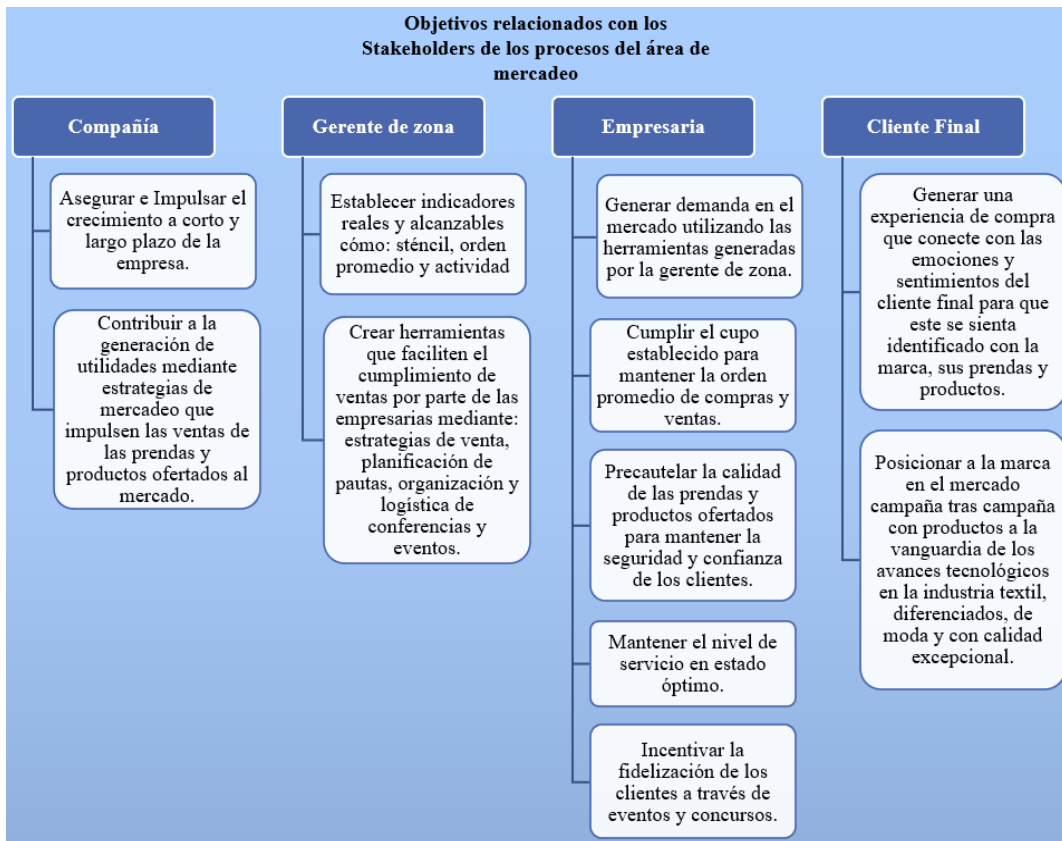 Objetivos relacionados con los
Stakeholders de los procesos del área de
mercadeo
Compañía
Asegurar e Impulsar el
crecimiento a corto y
largo plazo de la
empresa.
Contribuir a la
generación de
utilidades mediante
estrategias de
mercadeo que
impulsen las ventas de
las prendas y
productos ofertados al
mercado.
Gerente de zona
Establecer indicadores
reales y alcanzables
cómo: sténcil, orden
promedio y actividad
Crear herramientas
que faciliten el
cumplimiento de
ventas por parte de las
empresarias mediante:
estrategias de venta,
planificación de
pautas, organización y
logística de
conferencias y
eventos.
Empresaria
Generar demanda en el
mercado utilizando las
herramientas generadas
por la gerente de zona.
Cumplir el cupo
establecido para
mantener la orden
promedio de compras y
ventas.
Precautelar la calidad
de las prendas y
productos ofertados
para mantener la
seguridad y confianza
de los clientes.
Mantener el nivel de
servicio en estado
óptimo.
Incentivar la
fidelización de los
clientes a través de
eventos y concursos.
Cliente Final
Generar una
experiencia de compra
que conecte con las
emociones y
sentimientos del
cliente final para que
este se sienta
identificado con la
marca, sus prendas y
productos.
Posicionar a la marca
en el mercado
campaña tras campaña
con productos a la
vanguardia de los
avances tecnológicos
en la industria textil,
diferenciados, de
moda y con calidad
excepcional.